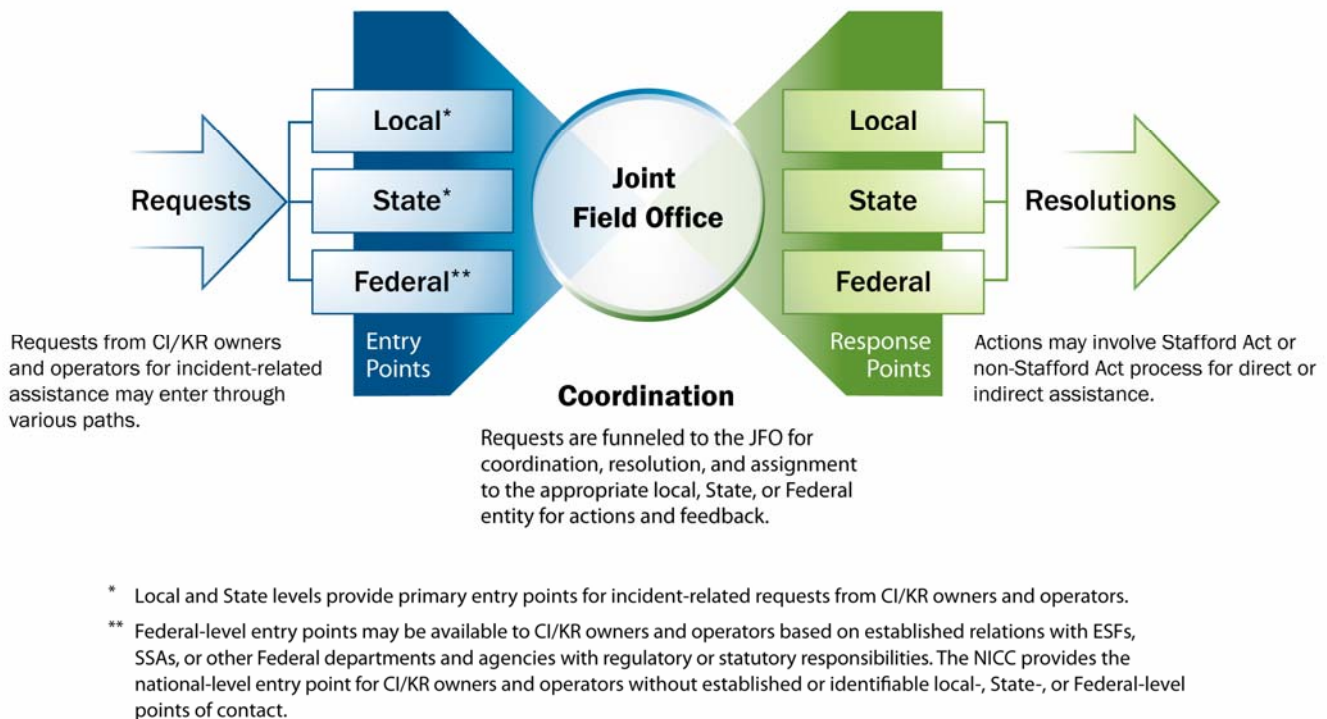 Requests
Local*
State*
Federal**
Entry
Points
Joint
Field Office
Local
State
Federal
Response
Points
Resolutions
Requests from CI/KR owners
and operators for incident-related
assistance may enter through
various paths.
Coordination
Requests are funneled to the JFO for
coordination, resolution, and assignment
to the appropriate local, State, or Federal
entity for actions and feedback.
Actions may involve Stafford Act or
non-Stafford Act process for direct or
indirect assistance.
* Local and State levels provide primary entry points for incident-related requests from CI/KR owners and operators.
** Federal-level entry points may be available to CI/KR owners and operators based on established relations with ESFs,
SSAs, or other Federal departments and agencies with regulatory or statutory responsibilities. The NICC provides the
national-level entry point for CI/KR owners and operators without established or identifiable local-, State-, or Federal-level
points of contact.